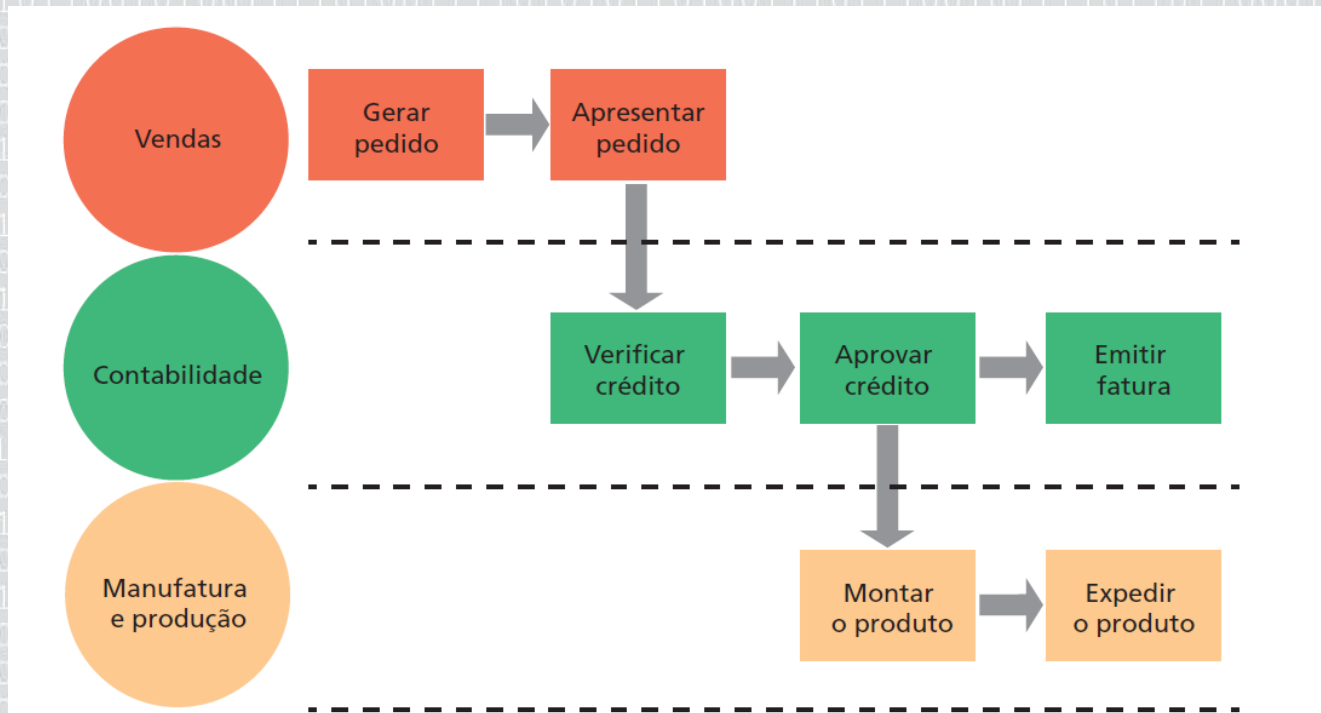 Vendas
Gerar
pedido
Apresentar
pedido
Contabilidade
Verificar
crédito
Aprovar
crédito
Emitir
fatura
Manufatura
e produção
Montar
o produto
Expedir
o produto